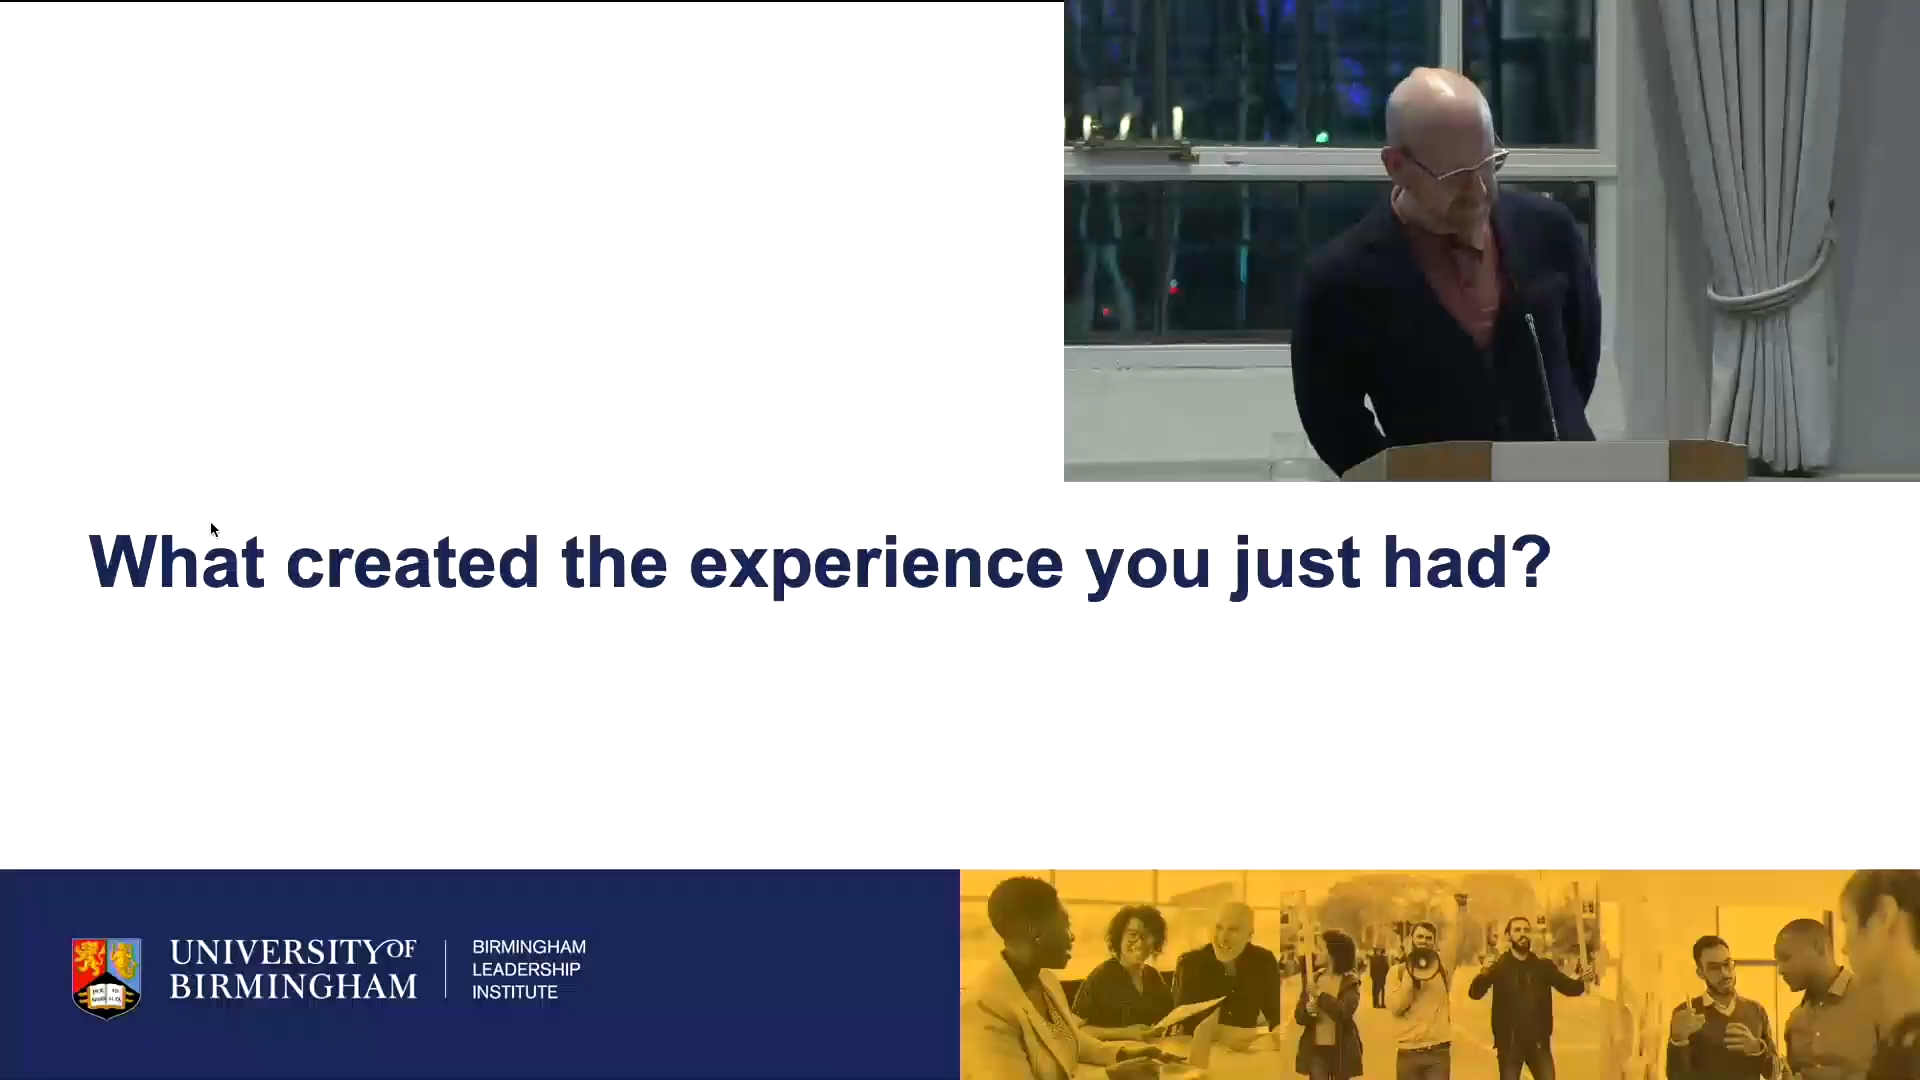 What created the experience you just had?
UNIVERSITY OF
BIRMINGHAM
BIRMINGHAM
LEADERSHIP
INSTITUTE